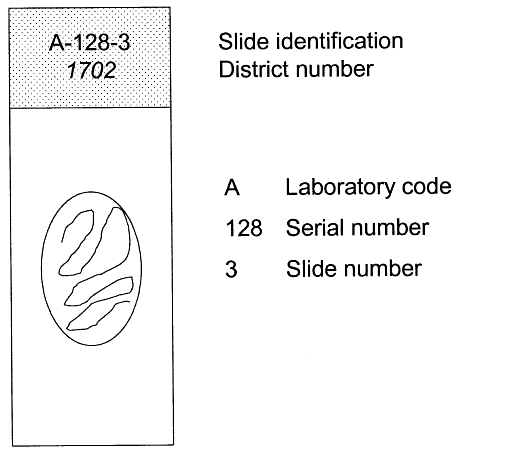 A-128-3
1702
Slide identification
District number
A Laboratory code
128 Serial number
3 Slide number